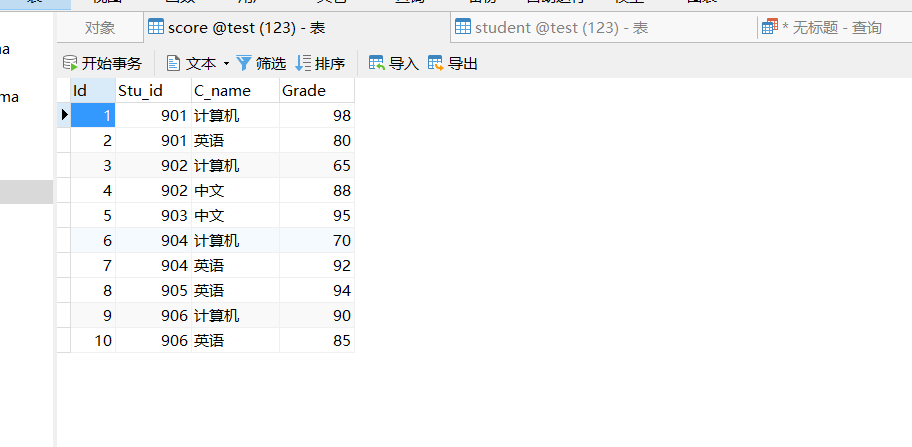 对象 score @test (123) - 表 student @test (123) - 表 * 无标题 - 查询
开始事务 文本 筛选 排序 导入 导出
Id Stu_id C_name Grade
1 901 计算机 98
2 901 英语 80
3 902 计算机 65
4 902 中文 88
5 903 中文 95
6 904 计算机 70
7 904 英语 92
8 905 英语 94
9 906 计算机 90
10 906 英语 85